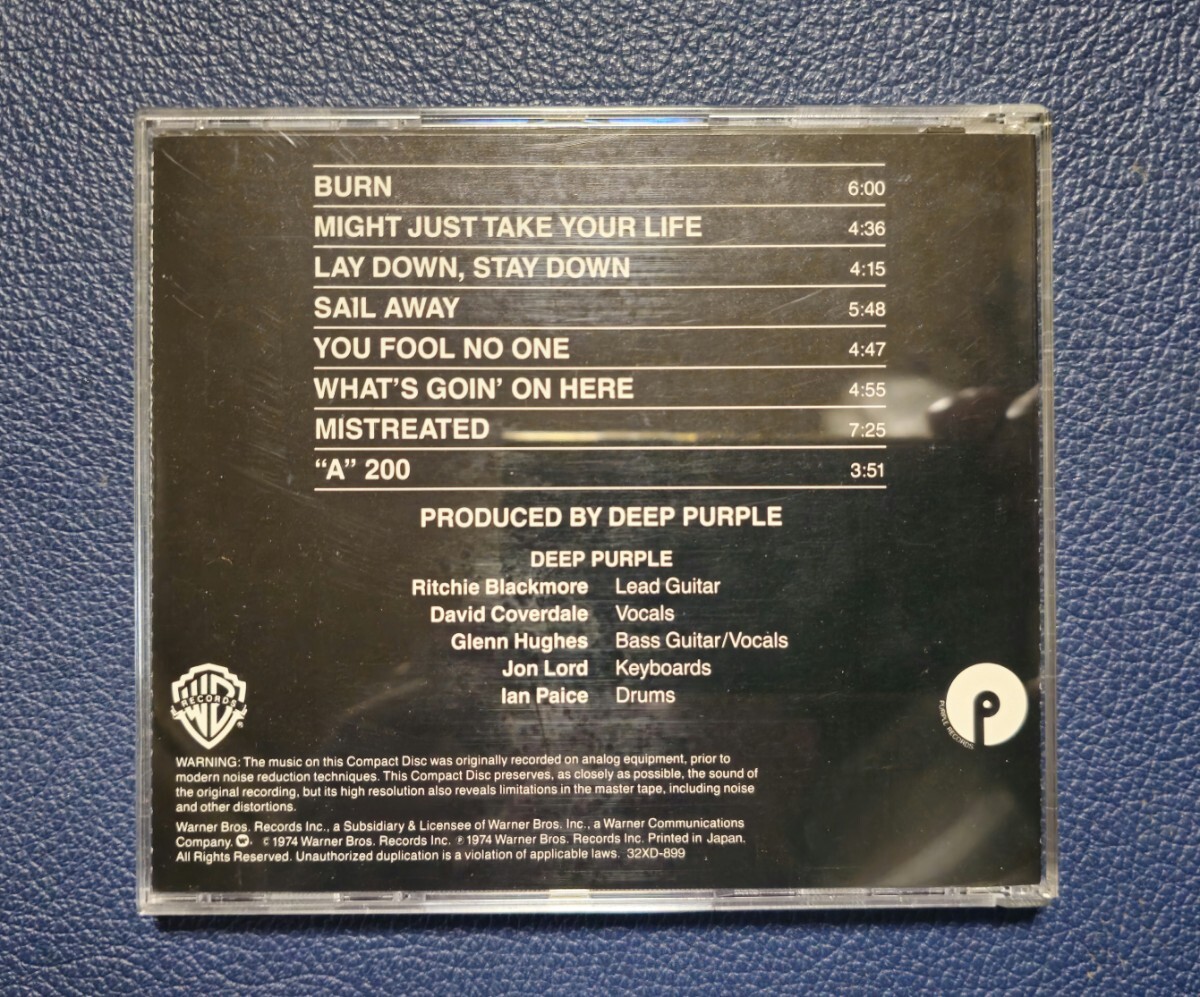 BURN 6:00
MIGHT JUST TAKE YOUR LIFE 4:36
LAY DOWN, STAY DOWN 4:15
SAIL AWAY 5:48
YOU FOOL NO ONE 4:47
WHAT'S GOIN' ON HERE 4:55
MISTREATED 7:25
“A” 200 3:51
PRODUCED BY DEEP PURPLE
DEEP PURPLE
Ritchie Blackmore Lead Guitar
David Coverdale Vocals
Glenn Hughes Bass Guitar/Vocals
Jon Lord Keyboards
Ian Paice Drums
RECORDS
PURPLE RECORDS
WARNING: The music on this Compact Disc was originally recorded on analog equipment, prior to
modern noise reduction techniques. This Compact Disc preserves, as closely as possible, the sound of
the original recording, but its high resolution also reveals limitations in the master tape, including noise
and other distortions.
Warner Bros. Records Inc., a Subsidiary & Licensee of Warner Bros. Inc., a Warner Communications
Company. © 1974 Warner Bros. Records Inc. ℗ 1974 Warner Bros. Records Inc. Printed in Japan.
All Rights Reserved. Unauthorized duplication is a violation of applicable laws. 32XD-899